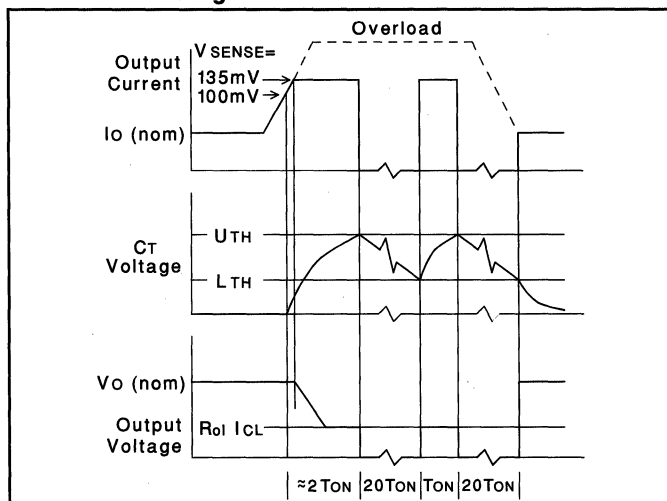 Overload
V SENSE=
Output Current
135mV
100mV
Io (nom)
UTH
CT Voltage
LTH
Vo (nom)
Output Voltage
Rol ICL
≈2 TON
20TON
TON
20TON